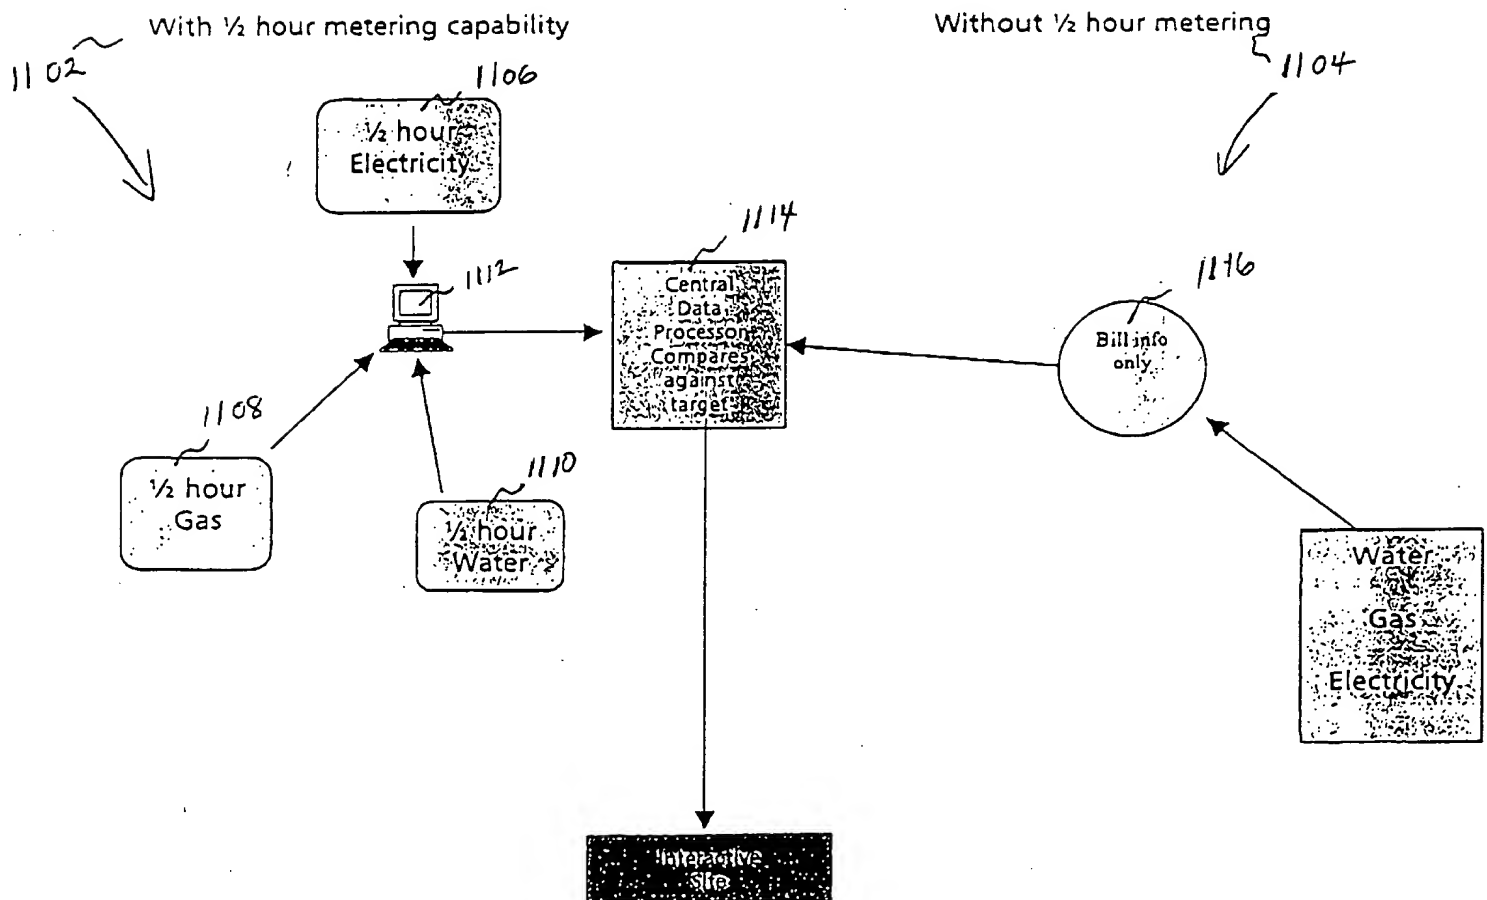 With ½ hour metering capability
Without ½ hour metering
1102
1106
1104
½ hour
Electricity
1114
1112
1116
Central
Data
Processor
Compares
against
target
Bill info
only
1108
1110
½ hour
Gas
½ hour
Water
Water
Gas
Electricity
Interactive
Site